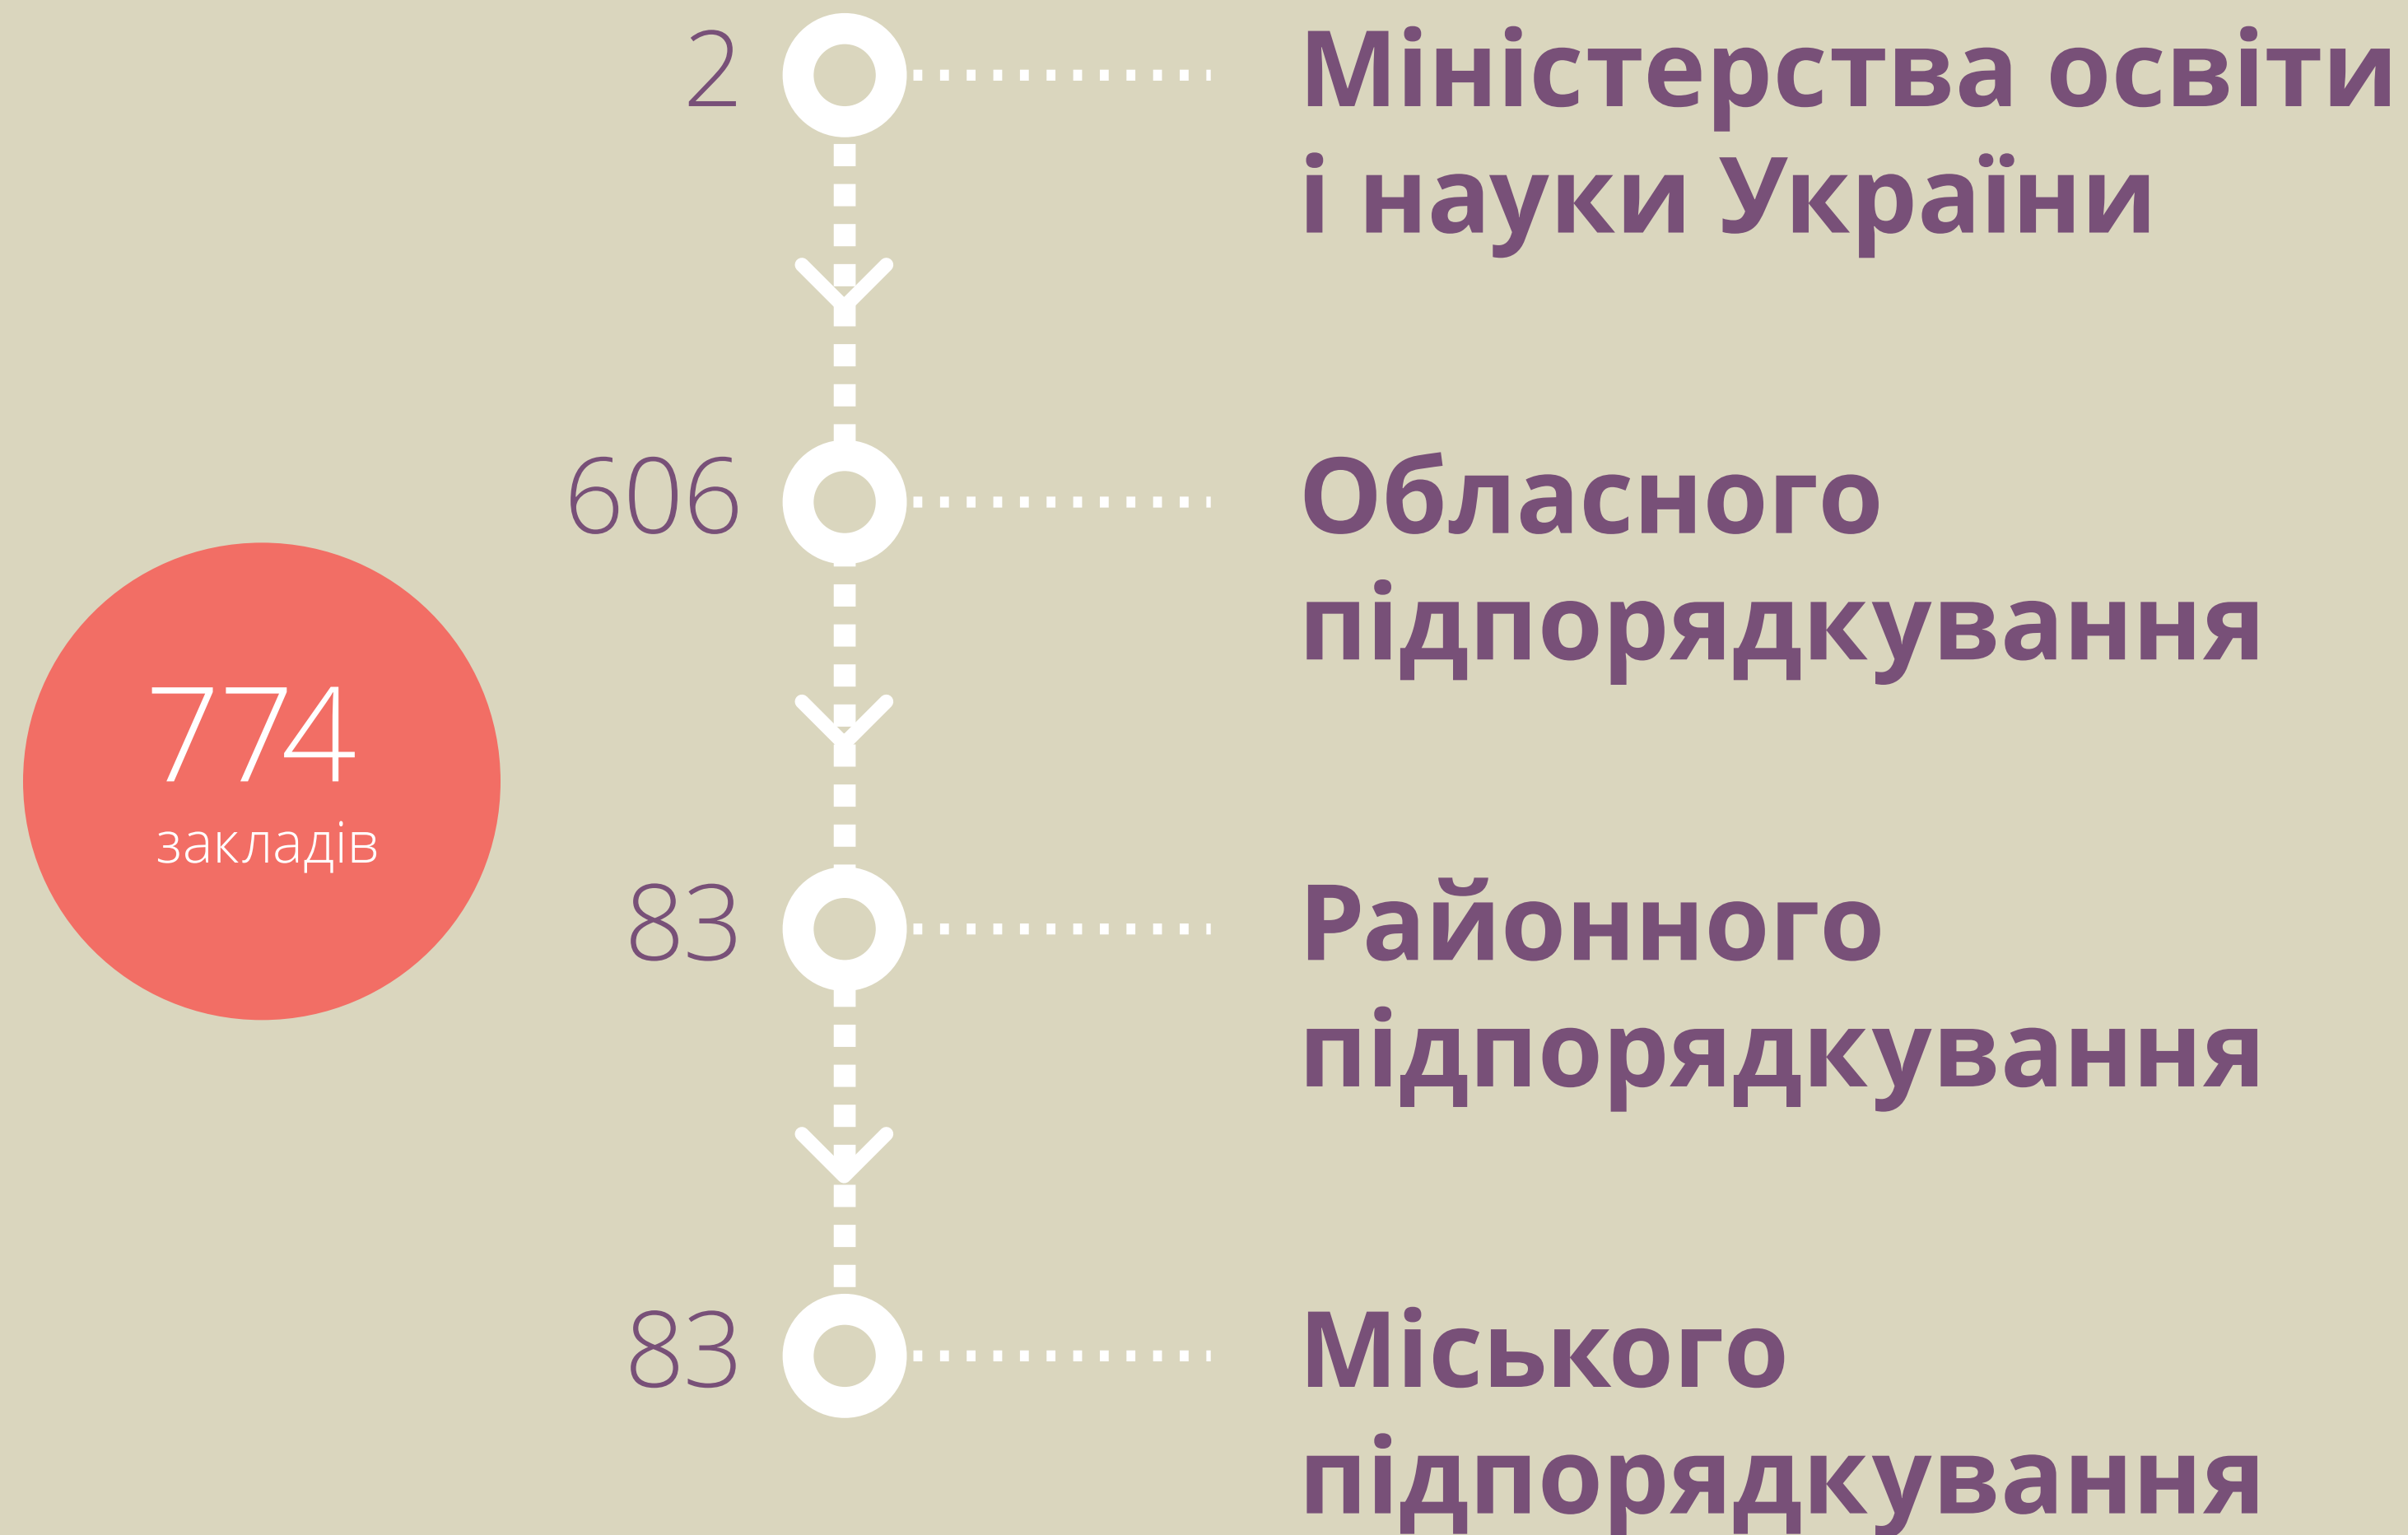 2
Міністерства освіти
і науки України
606
Обласного
підпорядкування
774
закладів
83
Районного
підпорядкування
83
Міського
підпорядкування